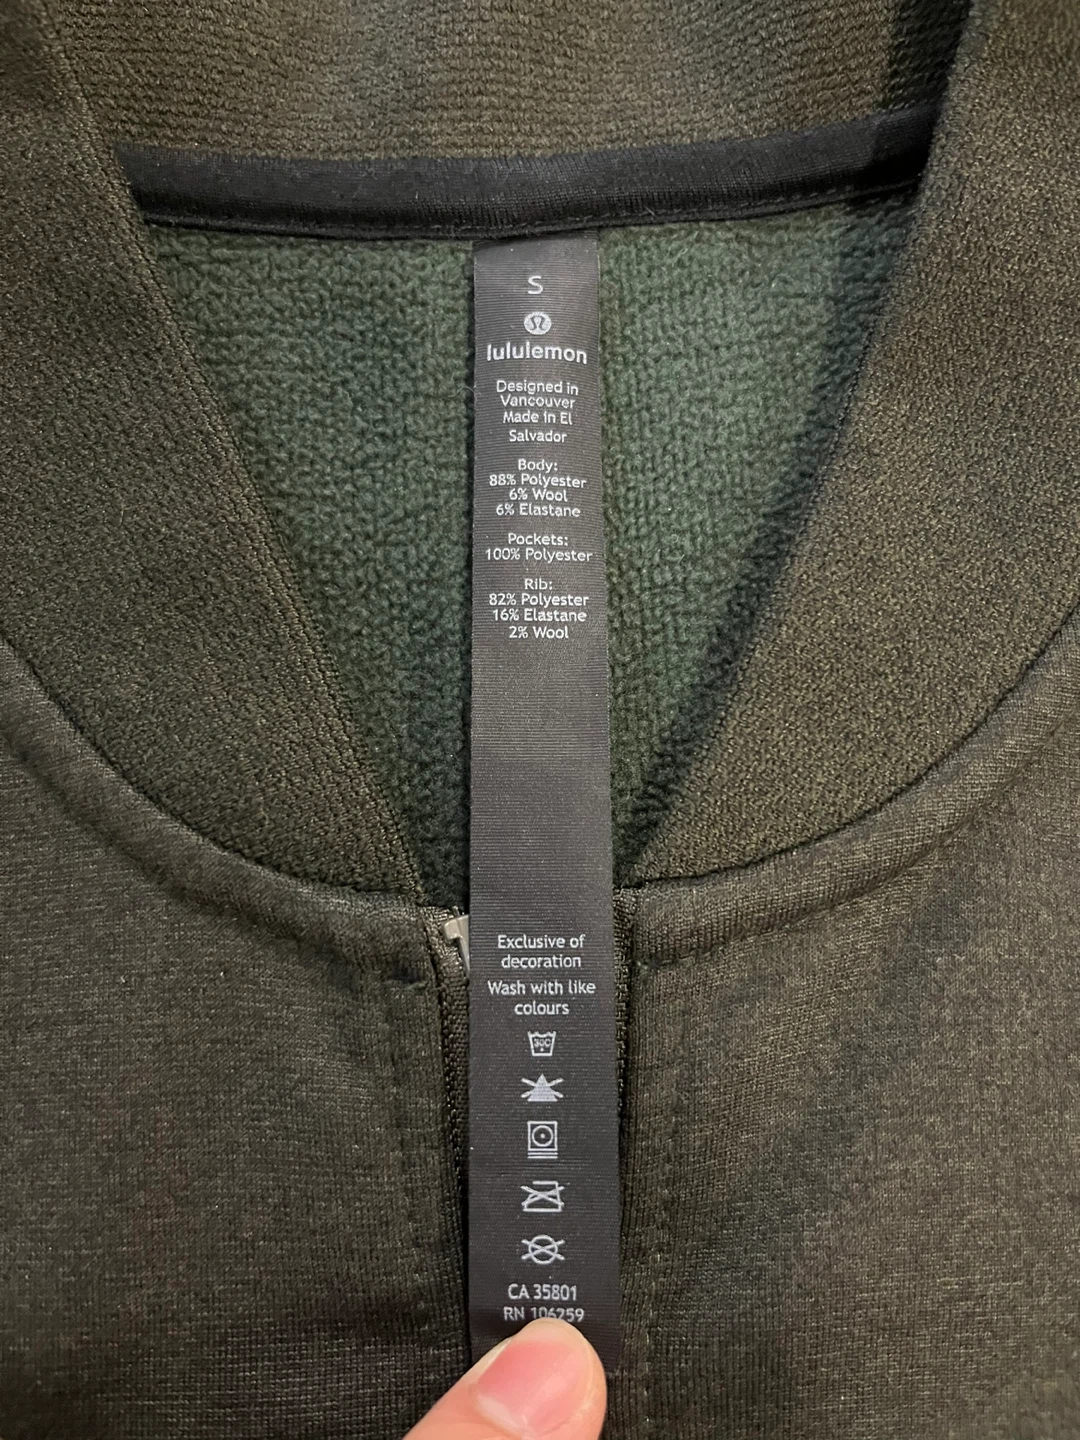 S
lululemon
Designed in
Vancouver
Made in El
Salvador
Body:
88% Polyester
6% Wool
6% Elastane
Pockets:
100% Polyester
Rib:
82% Polyester
16% Elastane
2% Wool
Exclusive of
decoration
Wash with like
colours
30C
CA 35801
RN 106259